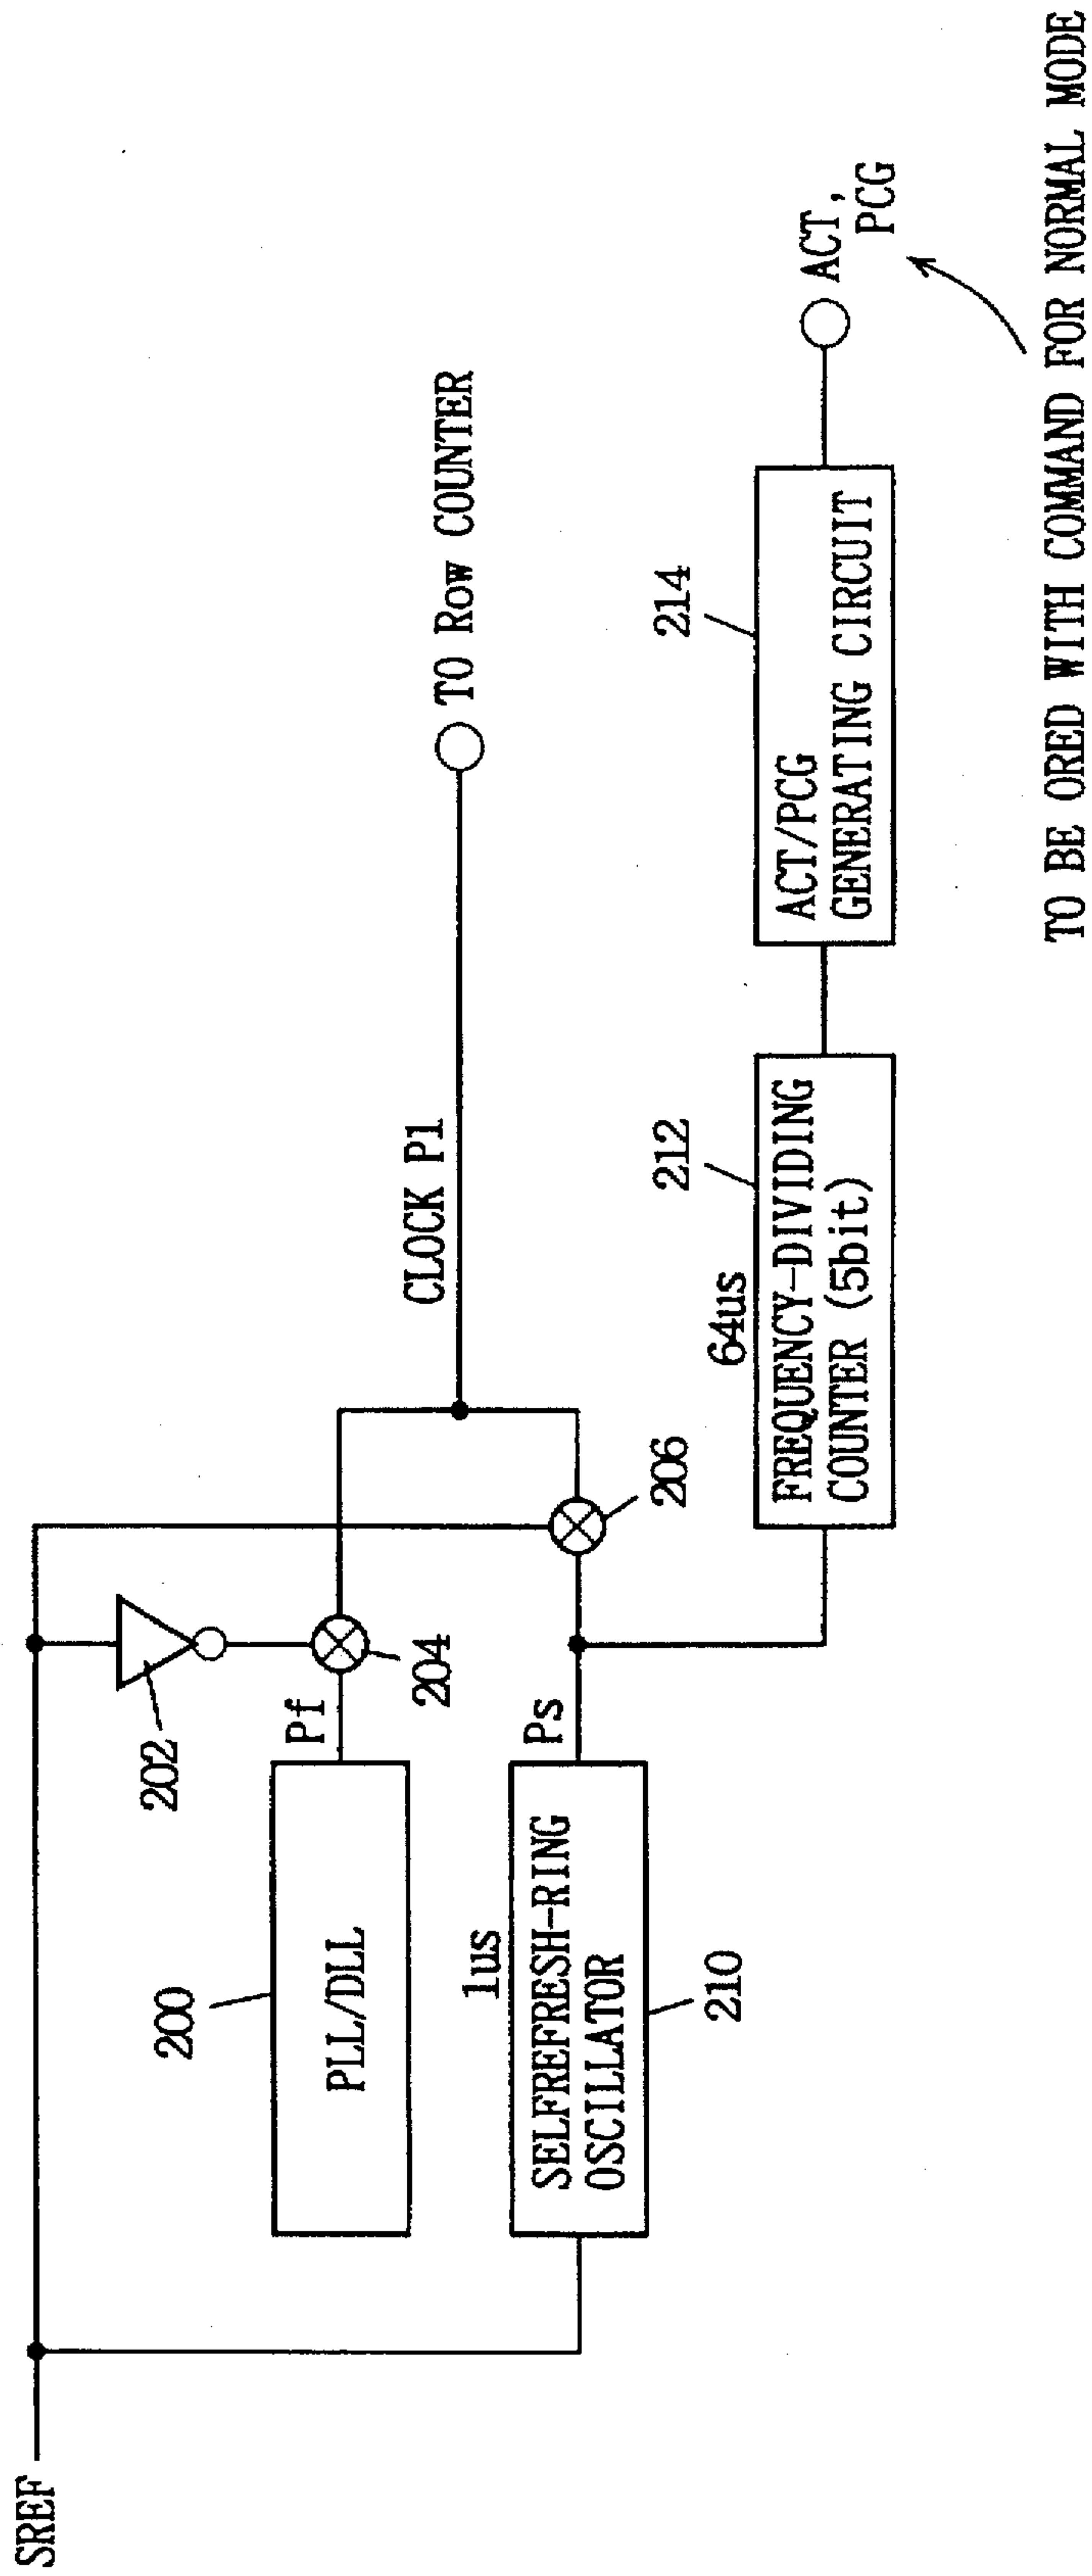 SREF
202
200
PLL/DLL
Pf
204
CLOCK P1
TO Row COUNTER
1us
SELFREFRESH-RING
OSCILLATOR
210
Ps
206
64us
212
FREQUENCY-DIVIDING
COUNTER (5bit)
214
ACT/PCG
GENERATING CIRCUIT
ACT,
PCG
TO BE ORED WITH COMMAND FOR NORMAL MODE